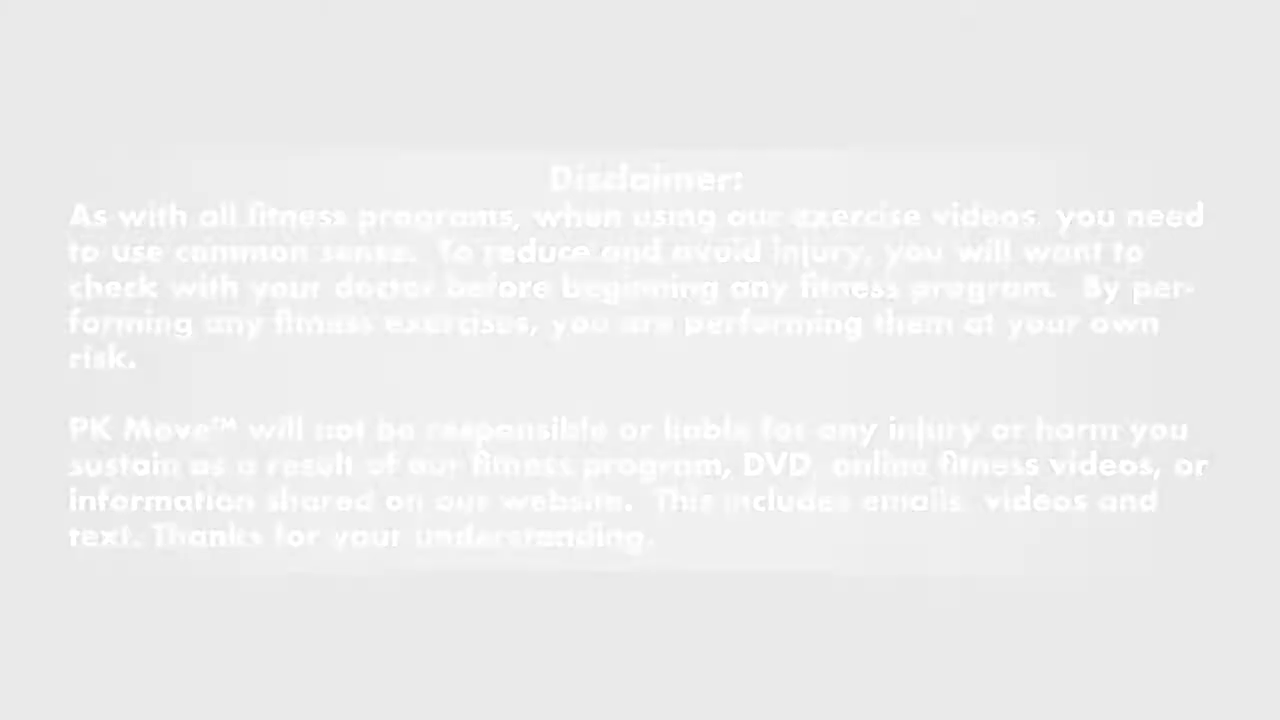 Disclaimer:
As with all fitness programs, when using our exercise videos, you need
to use common sense. To reduce and avoid injury, you will want to
check with your doctor before beginning any fitness program. By per-
forming any fitness exercises, you are performing them at your own
risk.
PK Move™ will not be responsible or liable for any injury or harm you
sustain as a result of our fitness program, DVD, online fitness videos, or
information shared on our website. This includes emails, videos and
text. Thanks for your understanding.